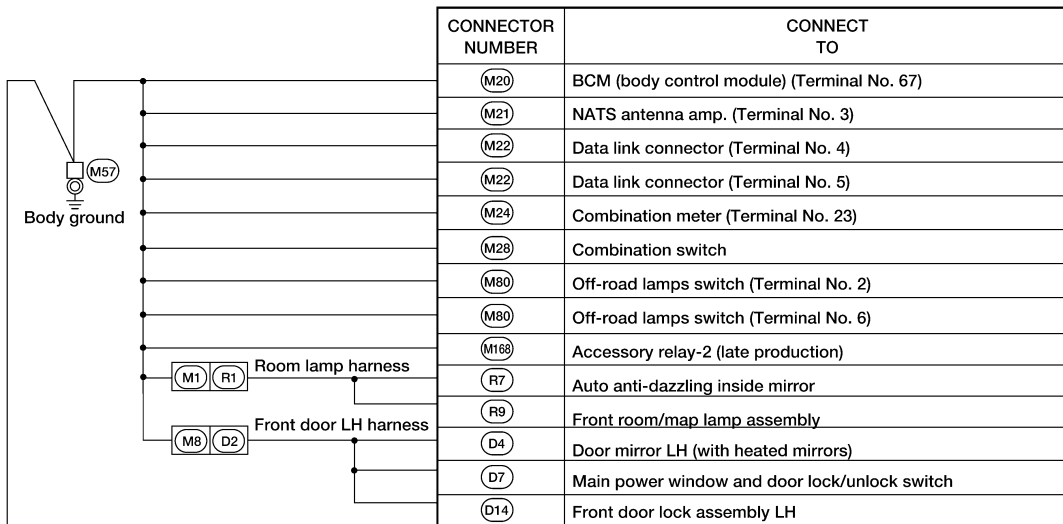 CONNECTOR NUMBER CONNECT TO
M20 BCM (body control module) (Terminal No. 67)
M21 NATS antenna amp. (Terminal No. 3)
M22 Data link connector (Terminal No. 4)
M57
M22 Data link connector (Terminal No. 5)
Body ground
M24 Combination meter (Terminal No. 23)
M28 Combination switch
M80 Off-road lamps switch (Terminal No. 2)
M80 Off-road lamps switch (Terminal No. 6)
M168 Accessory relay-2 (late production)
M1 R1 Room lamp harness
R7 Auto anti-dazzling inside mirror
R9 Front room/map lamp assembly
M8 D2 Front door LH harness
D4 Door mirror LH (with heated mirrors)
D7 Main power window and door lock/unlock switch
D14 Front door lock assembly LH